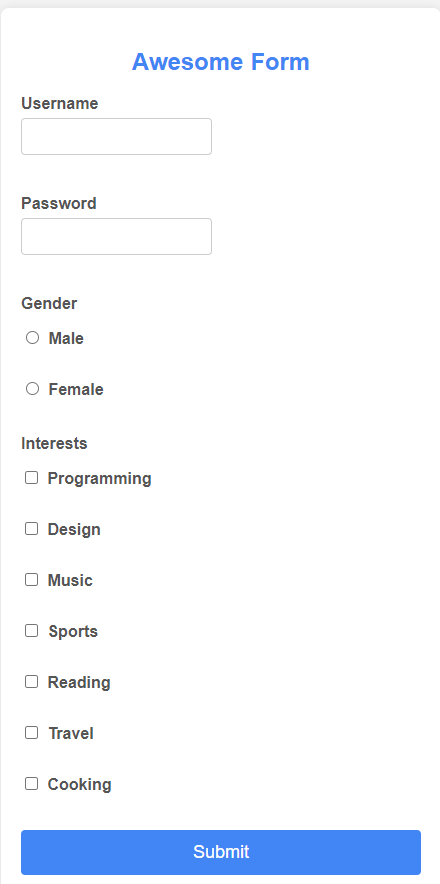 Awesome Form
Username
Password
Gender
Male
Female
Interests
Programming
Design
Music
Sports
Reading
Travel
Cooking
Submit